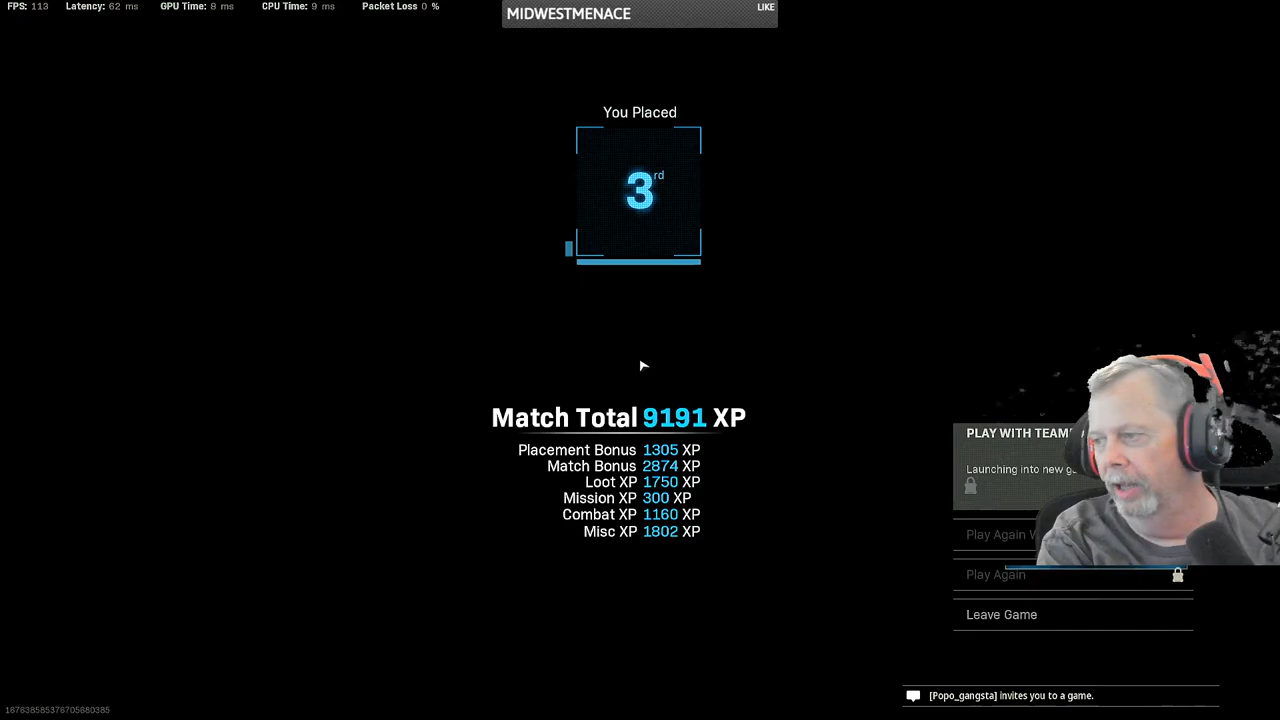 FPS: 113 Latency: 62 ms GPU Time: 8 ms CPU Time: 9 ms Packet Loss 0 %
MIDWESTMENACE LIKE
You Placed
3rd
Match Total 9191 XP
Placement Bonus 1305 XP
Match Bonus 2874 XP
Loot XP 1750 XP
Mission XP 300 XP
Combat XP 1160 XP
Misc XP 1802 XP
PLAY WITH TEAM
Launching into new
Play Again
Play Again
Leave Game
[Popo_gangsta] invites you to a game.